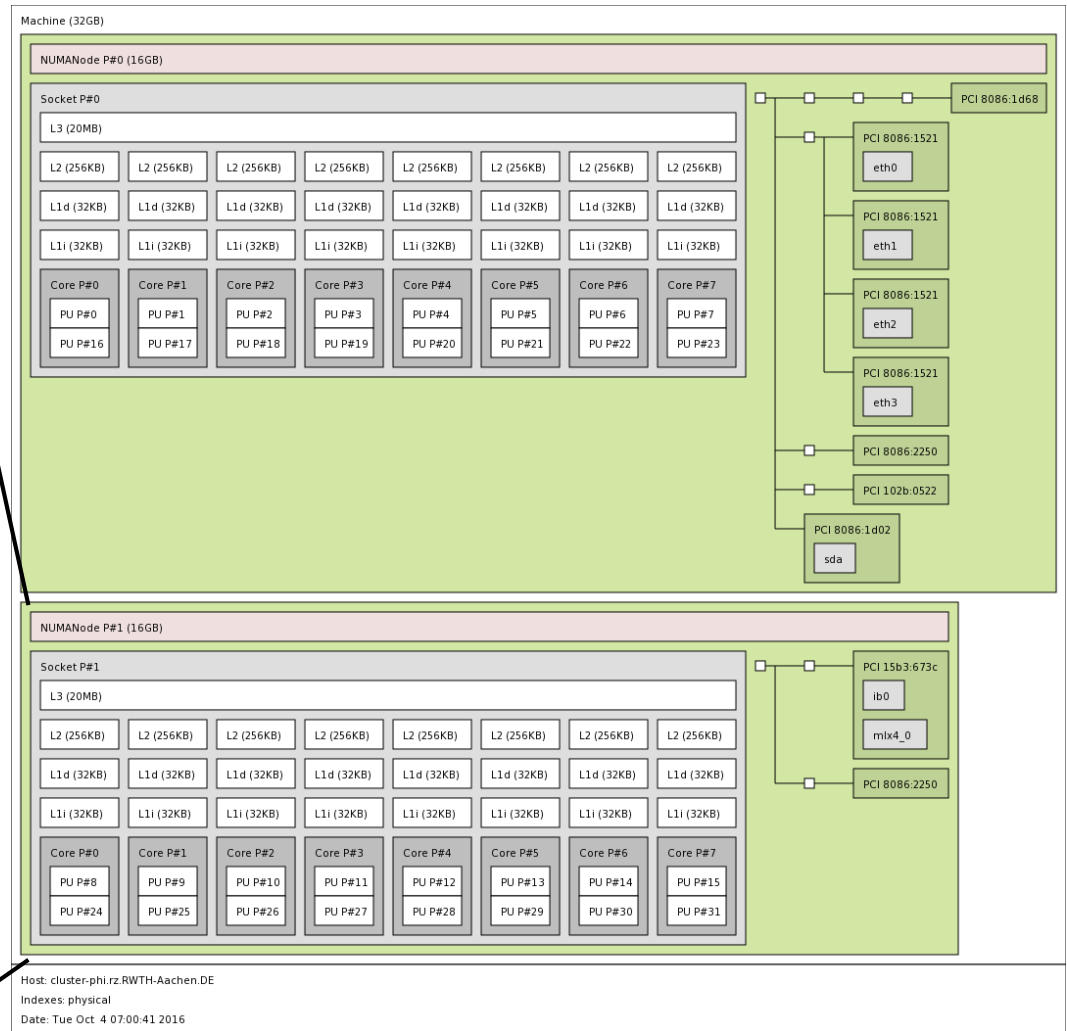 Machine (32GB)
NUMANode P#0 (16GB)
Socket P#0
PCI 8086:1d68
L3 (20MB)
PCI 8086:1521
eth0
L2 (256KB) L2 (256KB) L2 (256KB) L2 (256KB) L2 (256KB) L2 (256KB) L2 (256KB) L2 (256KB)
L1d (32KB) L1d (32KB) L1d (32KB) L1d (32KB) L1d (32KB) L1d (32KB) L1d (32KB) L1d (32KB)
PCI 8086:1521
eth1
L1i (32KB) L1i (32KB) L1i (32KB) L1i (32KB) L1i (32KB) L1i (32KB) L1i (32KB) L1i (32KB)
Core P#0 Core P#1 Core P#2 Core P#3 Core P#4 Core P#5 Core P#6 Core P#7
PU P#0 PU P#1 PU P#2 PU P#3 PU P#4 PU P#5 PU P#6 PU P#7
PU P#16 PU P#17 PU P#18 PU P#19 PU P#20 PU P#21 PU P#22 PU P#23
PCI 8086:1521
eth2
PCI 8086:1521
eth3
PCI 8086:2250
PCI 102b:0522
PCI 8086:1d02
sda
NUMANode P#1 (16GB)
Socket P#1
PCI 15b3:673c
L3 (20MB)
ib0
mlx4_0
L2 (256KB) L2 (256KB) L2 (256KB) L2 (256KB) L2 (256KB) L2 (256KB) L2 (256KB) L2 (256KB)
L1d (32KB) L1d (32KB) L1d (32KB) L1d (32KB) L1d (32KB) L1d (32KB) L1d (32KB) L1d (32KB)
PCI 8086:2250
L1i (32KB) L1i (32KB) L1i (32KB) L1i (32KB) L1i (32KB) L1i (32KB) L1i (32KB) L1i (32KB)
Core P#0 Core P#1 Core P#2 Core P#3 Core P#4 Core P#5 Core P#6 Core P#7
PU P#8 PU P#9 PU P#10 PU P#11 PU P#12 PU P#13 PU P#14 PU P#15
PU P#24 PU P#25 PU P#26 PU P#27 PU P#28 PU P#29 PU P#30 PU P#31
Host: cluster-phi.rz.RWTH-Aachen.DE
Indexes: physical
Date: Tue Oct 4 07:00:41 2016